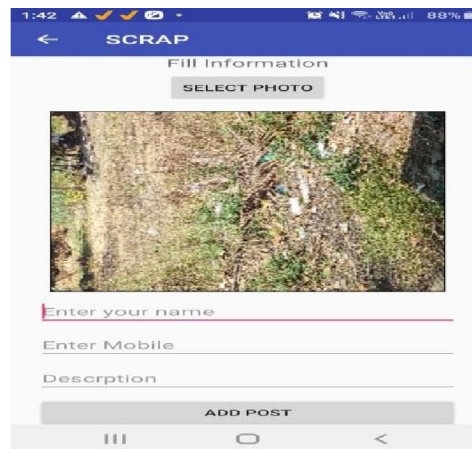 1:42 88%
SCRAP
Fill Information
SELECT PHOTO
Enter your name
Enter Mobile
Descrption
ADD POST